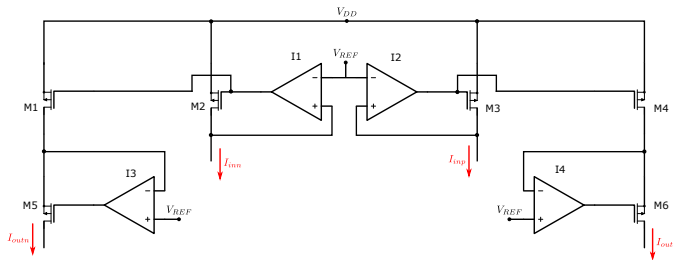 V_DD
I1
V_REF
I2
−
−
M1
M2
+
+
M3
M4
I_inn
I_inp
I3
−
I4
−
M5
V_REF
+
V_REF
+
M6
I_outn
I_out